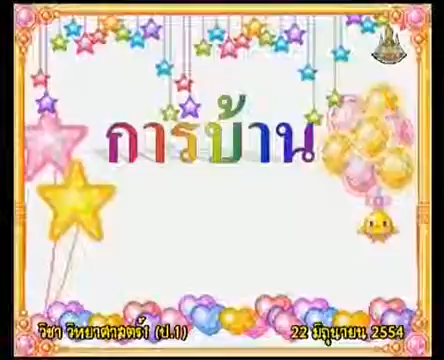 การบ้าน
วิชา วิทยาศาสตร์1 (ป.1)
22 มิถุนายน 2554